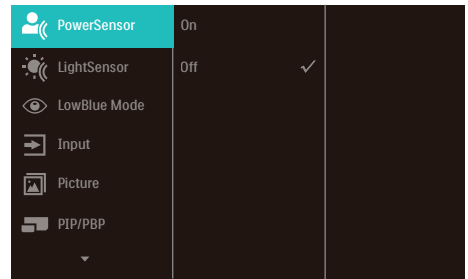 PowerSensor
On
LightSensor
Off
LowBlue Mode
Input
Picture
PIP/PBP